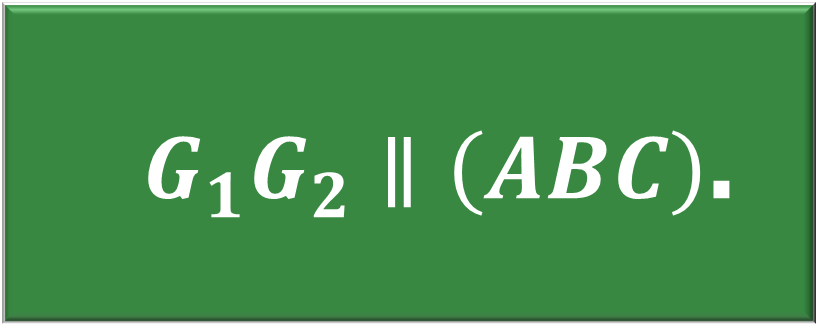 G₁G₂ ∥ (ABC).